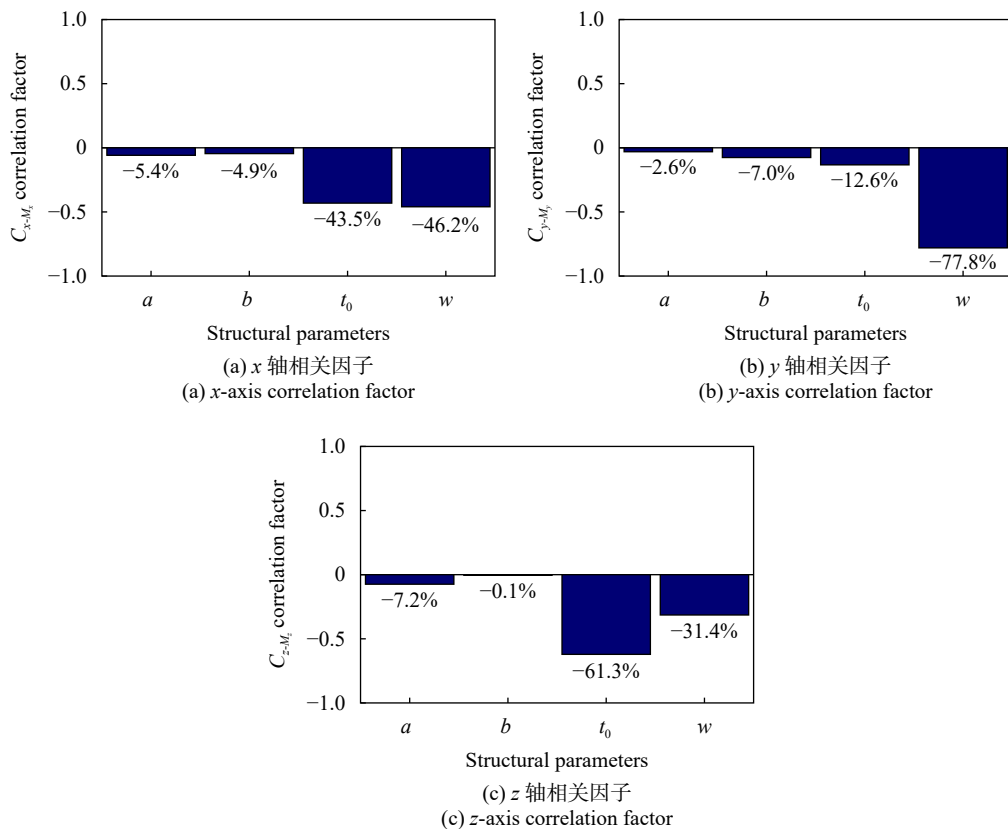 1.0
0.5
0
−0.5
−1.0
C_{x-M_x} correlation factor
−5.4%
−4.9%
−43.5%
−46.2%
a b t_0 w
Structural parameters
(a) x 轴相关因子
(a) x-axis correlation factor
1.0
0.5
0
−0.5
−1.0
C_{y-M_y} correlation factor
−2.6%
−7.0%
−12.6%
−77.8%
a b t_0 w
Structural parameters
(b) y 轴相关因子
(b) y-axis correlation factor
1.0
0.5
0
−0.5
−1.0
C_{z-M_z} correlation factor
−7.2%
−0.1%
−61.3%
−31.4%
a b t_0 w
Structural parameters
(c) z 轴相关因子
(c) z-axis correlation factor